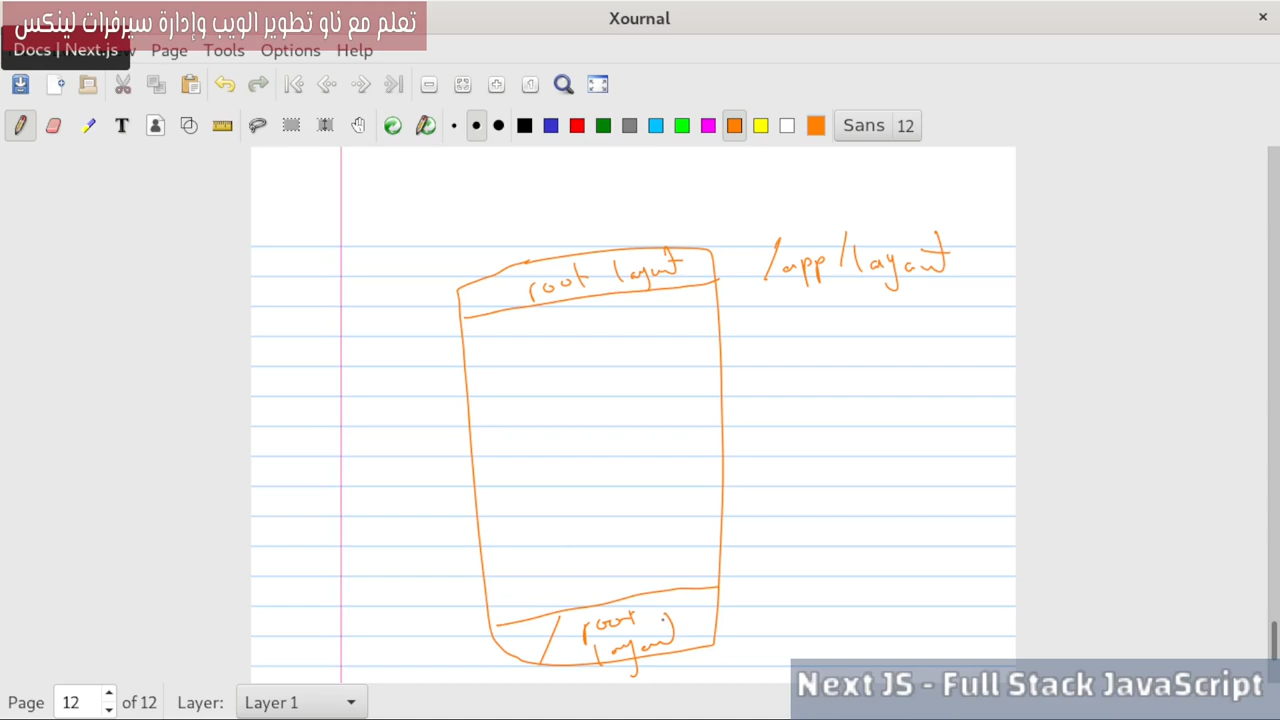 Xournal
تعلم مع ناو تطوير الويب وإدارة سيرفرات لينكس
Docs | Next.js
Page Tools Options Help
Sans 12
root layout
/app/layout
root
layout
Page 12 of 12 Layer: Layer 1
Next JS - Full Stack JavaScript